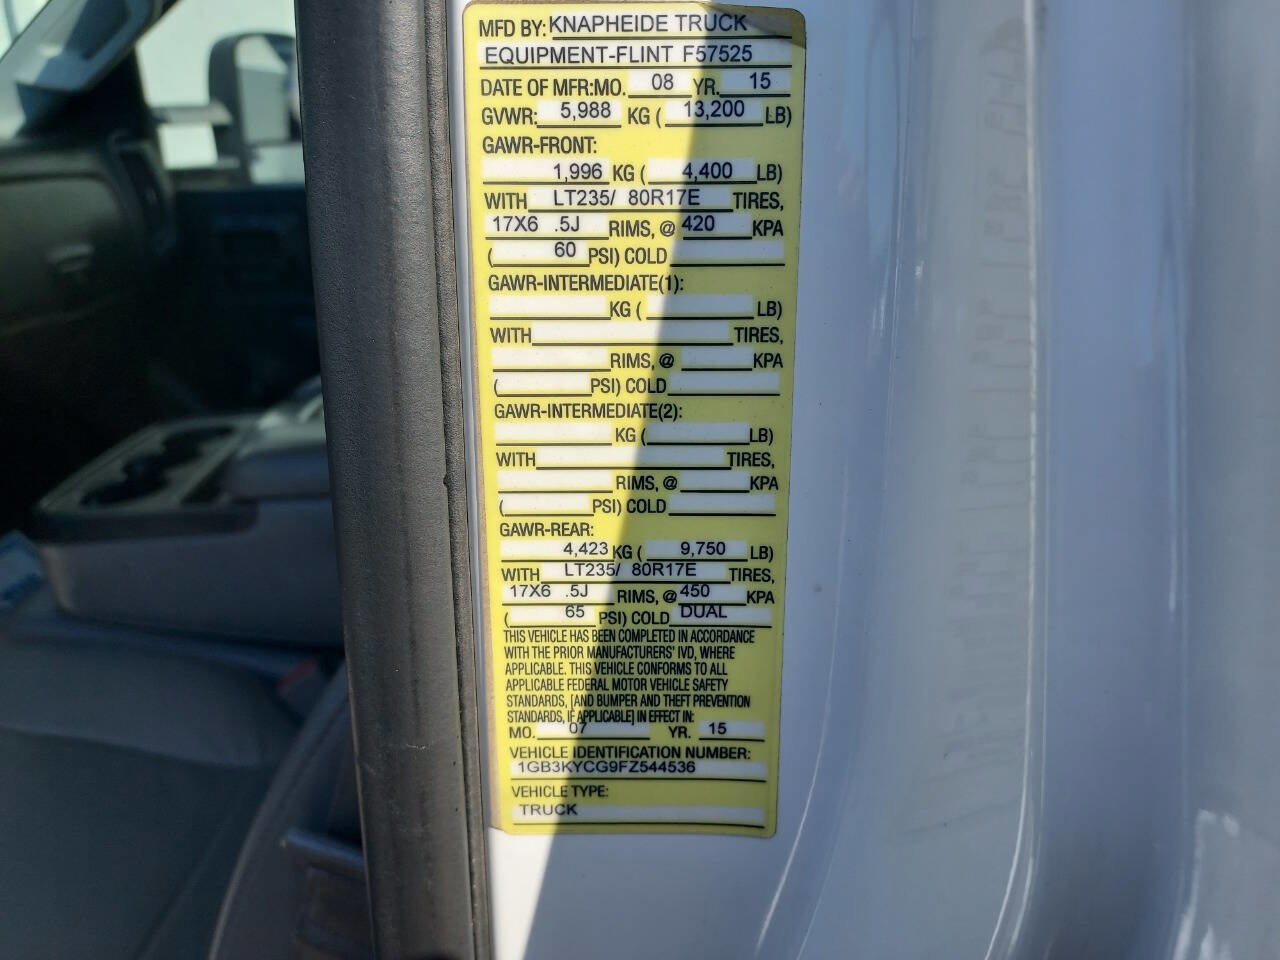 MFD BY: KNAPHEIDE TRUCK
EQUIPMENT-FLINT F57525
DATE OF MFR:MO. 08 YR. 15
GVWR: 5,988 KG ( 13,200 LB)
GAWR-FRONT:
1,996 KG ( 4,400 LB)
WITH LT235/ 80R17E TIRES,
17X6 .5J RIMS, @ 420 KPA
( 60 PSI) COLD
GAWR-INTERMEDIATE(1):
KG ( LB)
WITH TIRES,
RIMS, @ KPA
( PSI) COLD
GAWR-INTERMEDIATE(2):
KG ( LB)
WITH TIRES,
RIMS, @ KPA
( PSI) COLD
GAWR-REAR:
4,423 KG ( 9,750 LB)
WITH LT235/ 80R17E TIRES,
17X6 .5J RIMS, @ 450 KPA
( 65 PSI) COLD DUAL
THIS VEHICLE HAS BEEN COMPLETED IN ACCORDANCE
WITH THE PRIOR MANUFACTURERS' IVD, WHERE
APPLICABLE. THIS VEHICLE CONFORMS TO ALL
APPLICABLE FEDERAL MOTOR VEHICLE SAFETY
STANDARDS, [AND BUMPER AND THEFT PREVENTION
STANDARDS, IF APPLICABLE] IN EFFECT IN:
MO. 07 YR. 15
VEHICLE IDENTIFICATION NUMBER:
1GB3KYCG9FZ544536
VEHICLE TYPE:
TRUCK